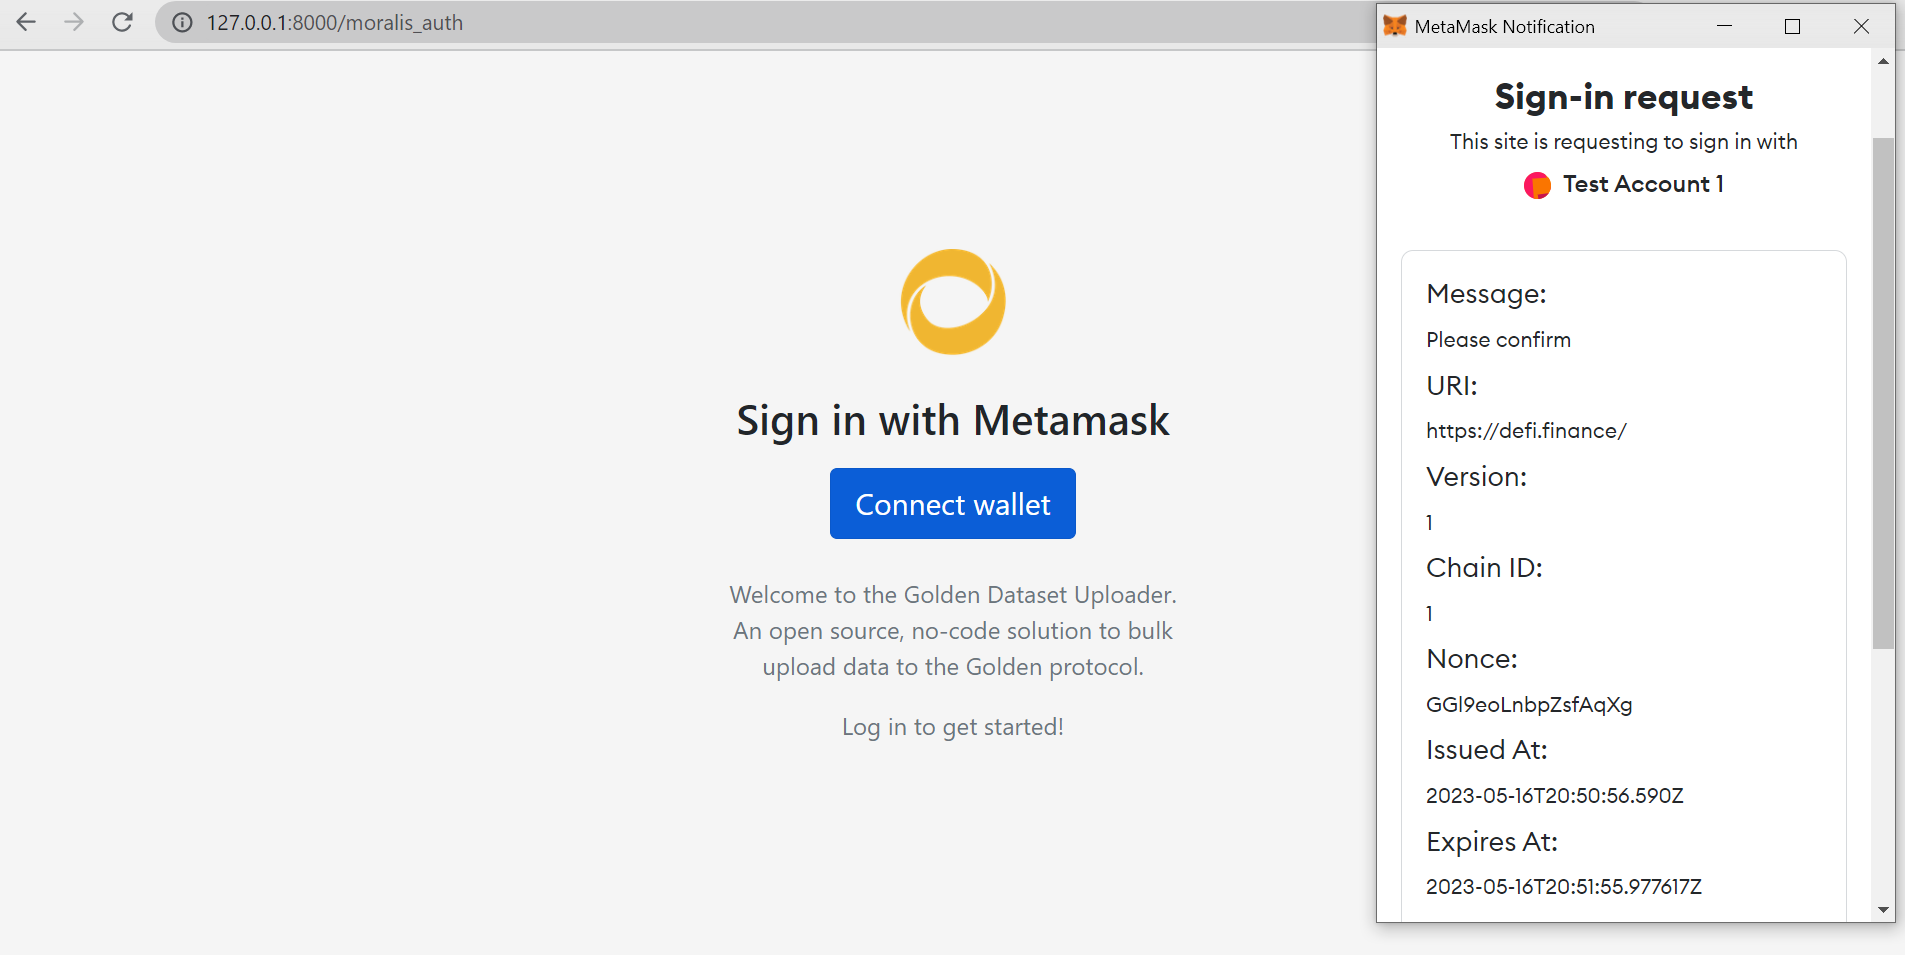 127.0.0.1:8000/moralis_auth
Sign in with Metamask
Connect wallet
Welcome to the Golden Dataset Uploader.
An open source, no-code solution to bulk
upload data to the Golden protocol.
Log in to get started!
MetaMask Notification
Sign-in request
This site is requesting to sign in with
Test Account 1
Message:
Please confirm
URI:
https://defi.finance/
Version:
1
Chain ID:
1
Nonce:
GGl9eoLnbpZsfAqXg
Issued At:
2023-05-16T20:50:56.590Z
Expires At:
2023-05-16T20:51:55.977617Z